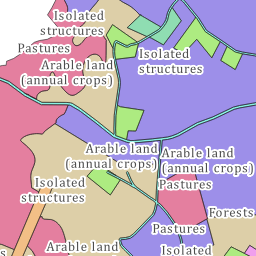 Isolated
structures
Pastures
Isolated
structures
Arable land
(annual crops)
Arable land
(annual crops)
Arable land
(annual crops)
Isolated
structures
Pastures
Forests
Pastures
Arable land
Isolated
s